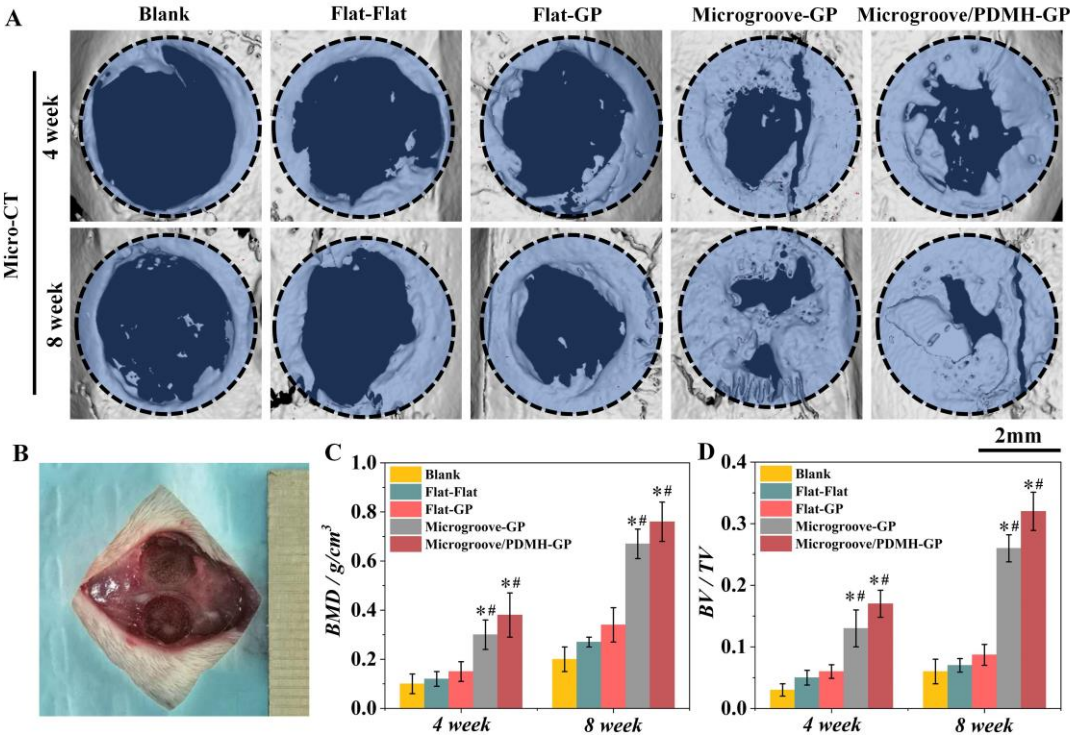 A
Blank
Flat-Flat
Flat-GP
Microgroove-GP
Microgroove/PDMH-GP
Micro-CT
4 week
8 week
2mm
B
C
BMD / g/cm³
1.0
0.8
0.6
0.4
0.2
0.0
Blank
Flat-Flat
Flat-GP
Microgroove-GP
Microgroove/PDMH-GP
*#
*#
*#
*#
4 week
8 week
D
BV / TV
0.4
0.3
0.2
0.1
0.0
Blank
Flat-Flat
Flat-GP
Microgroove-GP
Microgroove/PDMH-GP
*#
*#
*#
*#
4 week
8 week